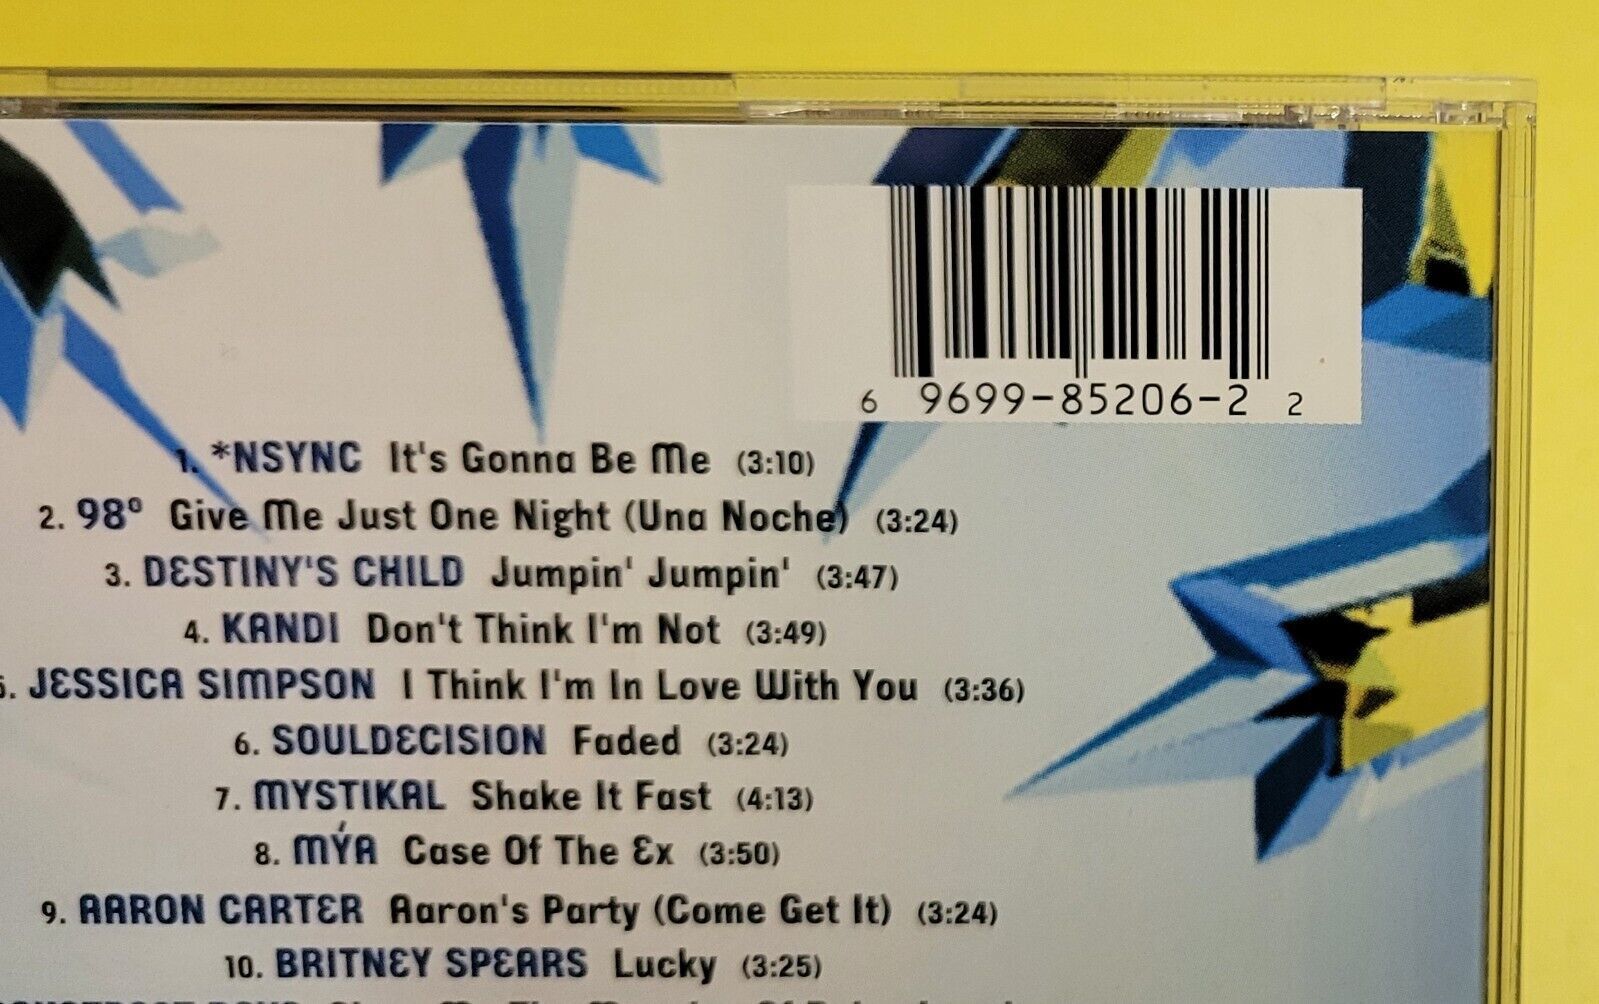 6 9699-85206-2 2
1. *NSYNC It's Gonna Be Me (3:10)
2. 98° Give Me Just One Night (Una Noche) (3:24)
3. DESTINY'S CHILD Jumpin' Jumpin' (3:47)
4. KANDI Don't Think I'm Not (3:49)
5. JESSICA SIMPSON I Think I'm In Love With You (3:36)
6. SOULDECISION Faded (3:24)
7. MYSTIKAL Shake It Fast (4:13)
8. MÝA Case Of The Ex (3:50)
9. AARON CARTER Aaron's Party (Come Get It) (3:24)
10. BRITNEY SPEARS Lucky (3:25)